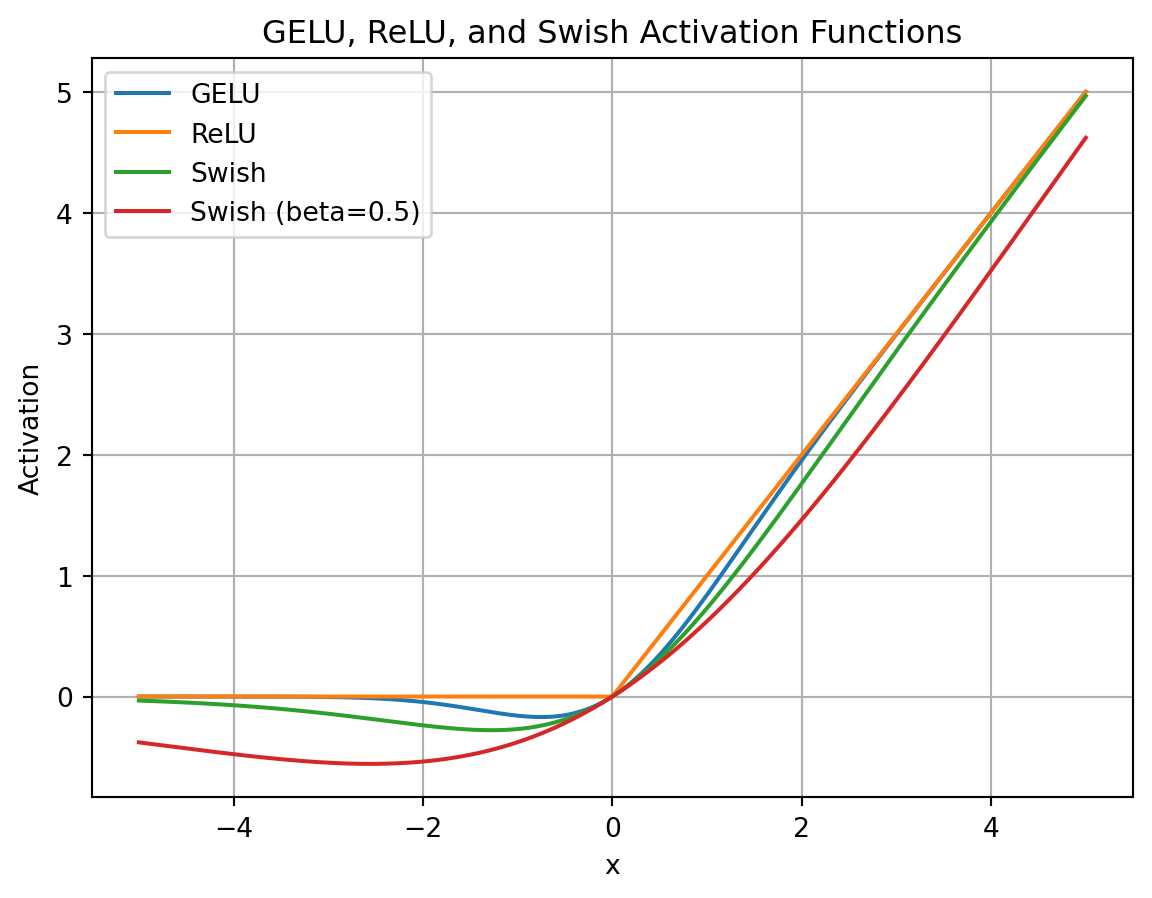 GELU, ReLU, and Swish Activation Functions
GELU
ReLU
Swish
Swish (beta=0.5)
5
4
3
2
1
0
Activation
−4
−2
0
2
4
x